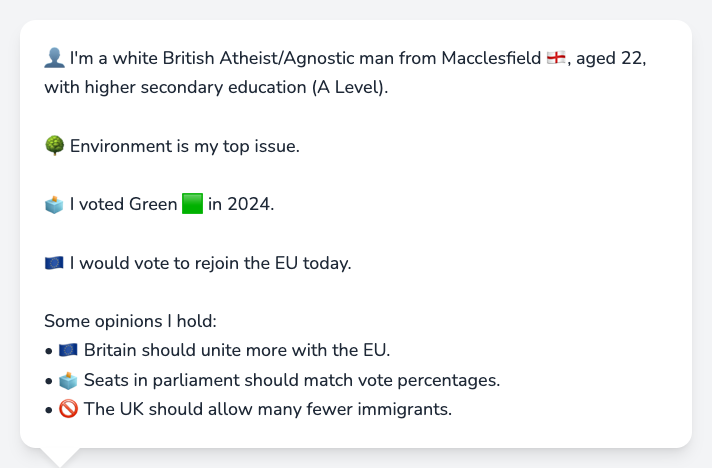 👤 I'm a white British Atheist/Agnostic man from Macclesfield 🏴󠁧󠁢󠁥󠁮󠁧󠁿, aged 22,
with higher secondary education (A Level).
🌳 Environment is my top issue.
🗳️ I voted Green 🟩 in 2024.
🇪🇺 I would vote to rejoin the EU today.
Some opinions I hold:
• 🇪🇺 Britain should unite more with the EU.
• 🗳️ Seats in parliament should match vote percentages.
• 🚫 The UK should allow many fewer immigrants.